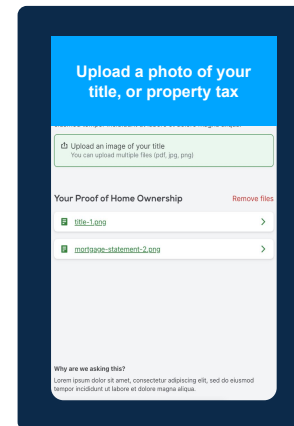 Upload a photo of your
title, or property tax
Upload an image of your title
You can upload multiple files (pdf, jpg, png)
Your Proof of Home Ownership
Remove files
title-1.png
mortgage-statement-2.png
Why are we asking this?
Lorem ipsum dolor sit amet, consectetur adipiscing elit, sed do eiusmod
tempor incididunt ut labore et dolore magna aliqua.